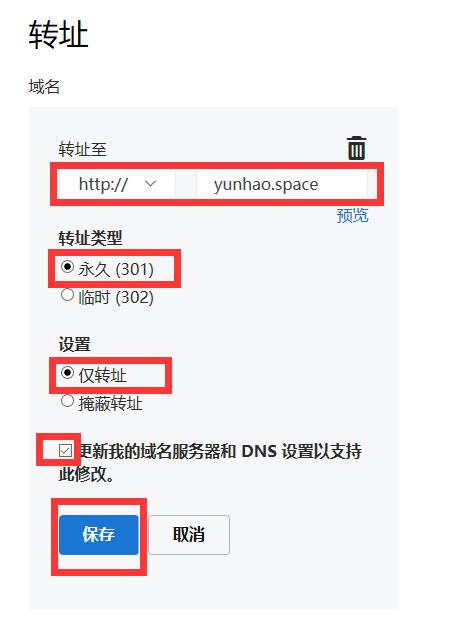 转址
域名
转址至
http:// yunhao.space
预览
转址类型
永久 (301)
临时 (302)
设置
仅转址
掩蔽转址
更新我的域名服务器和 DNS 设置以支持
此修改。
保存 取消